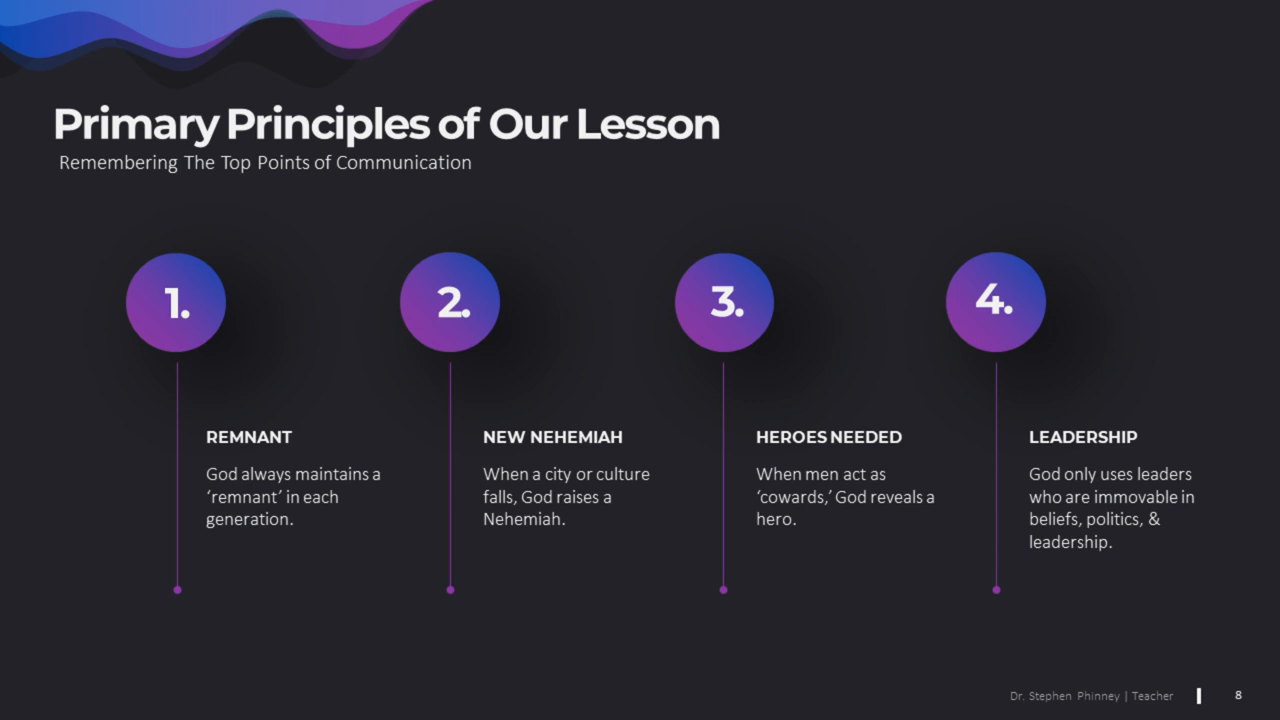 Primary Principles of Our Lesson
Remembering The Top Points of Communication
1.
REMNANT
God always maintains a
‘remnant’ in each
generation.
2.
NEW NEHEMIAH
When a city or culture
falls, God raises a
Nehemiah.
3.
HEROES NEEDED
When men act as
‘cowards,’ God reveals a
hero.
4.
LEADERSHIP
God only uses leaders
who are immovable in
beliefs, politics, &
leadership.
Dr. Stephen Phinney | Teacher
8